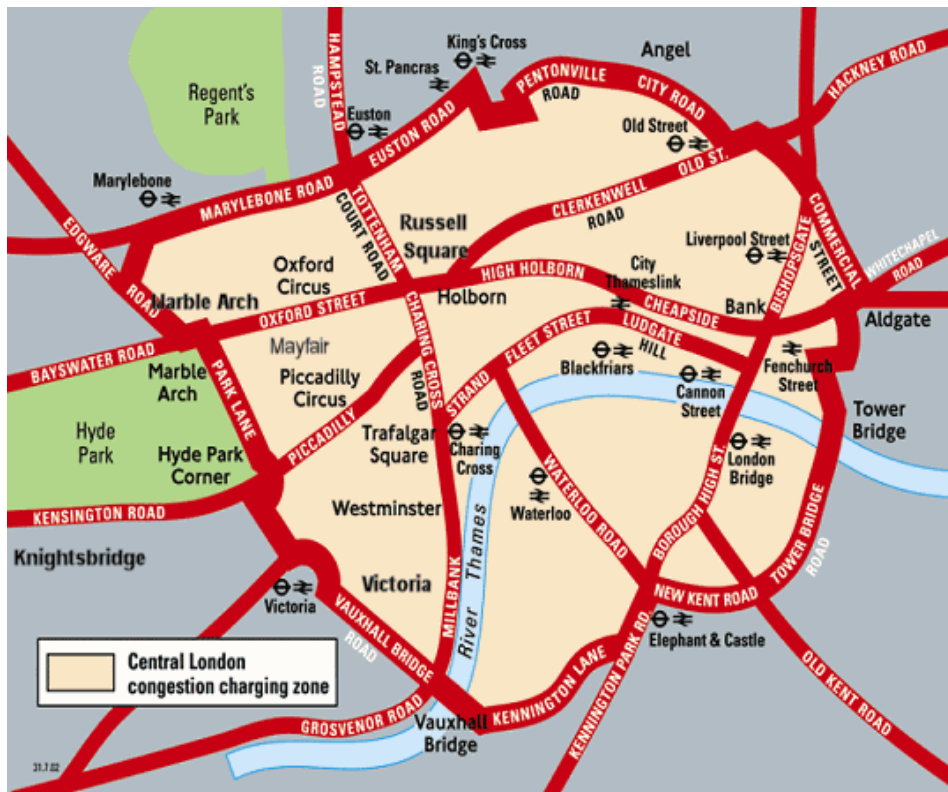 King's Cross
Angel
HACKNEY ROAD
HAMPSTEAD
ROAD
St. Pancras
PENTONVILLE
ROAD
CITY ROAD
Regent's
Park
Euston
EUSTON ROAD
Old Street
OLD ST.
Marylebone
MARYLEBONE ROAD
TOTTENHAM
COURT ROAD
CLERKENWELL
ROAD
COMMERCIAL
STREET
EDGWARE
ROAD
Russell
Square
Liverpool Street
BISHOPSGATE
WHITECHAPEL
ROAD
Oxford
Circus
HIGH HOLBORN
City
Thameslink
Marble Arch
OXFORD STREET
Holborn
CHEAPSIDE
Bank
Aldgate
CHARING CROSS
ROAD
FLEET STREET
LUDGATE
HILL
BAYSWATER ROAD
Mayfair
Marble
Arch
PARK LANE
Piccadilly
Circus
STRAND
Blackfriars
Fenchurch
Street
Cannon
Street
PICCADILLY
Tower
Bridge
Hyde
Park
Hyde Park
Corner
Trafalgar
Square
Charing
Cross
London
Bridge
BOROUGH HIGH ST.
KENSINGTON ROAD
Westminster
Waterloo
WATERLOO ROAD
TOWER BRIDGE
ROAD
Knightsbridge
Victoria
Victoria
MILLBANK
River Thames
NEW KENT ROAD
VAUXHALL BRIDGE
ROAD
Elephant & Castle
KENNINGTON PARK RD.
KENNINGTON LANE
OLD KENT ROAD
Central London
congestion charging zone
GROSVENOR ROAD
Vauxhall
Bridge
31.7.02